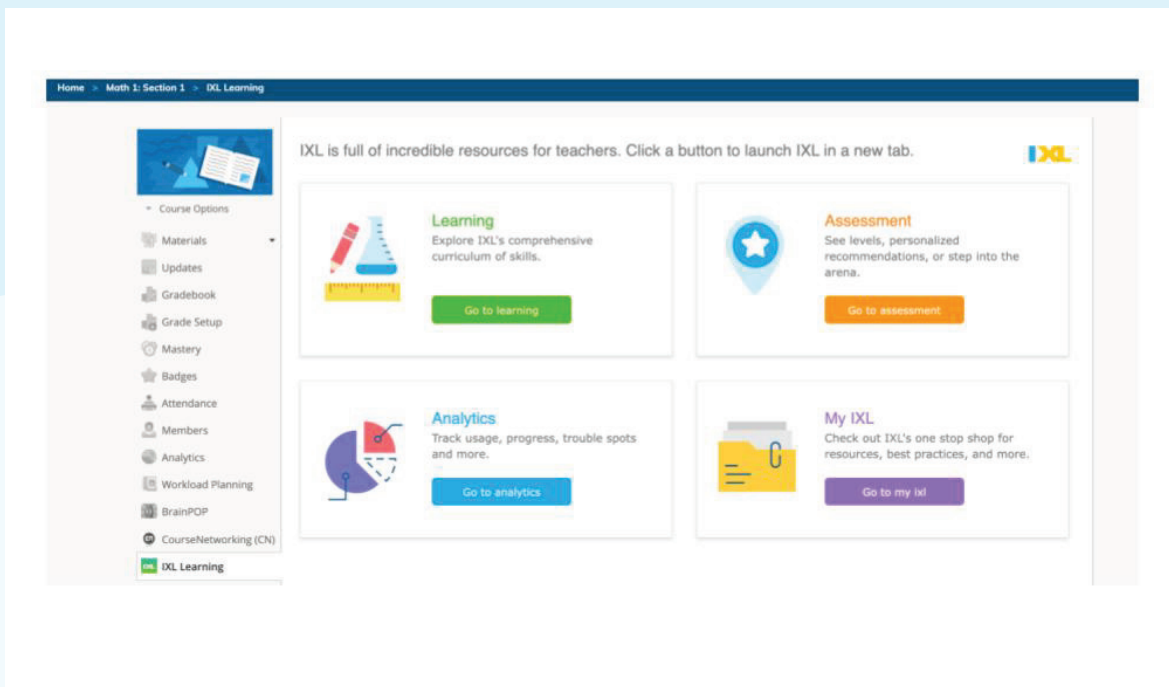 Home > Math 1: Section 1 > IXL Learning
Course Options
Materials
Updates
Gradebook
Grade Setup
Mastery
Badges
Attendance
Members
Analytics
Workload Planning
BrainPOP
CourseNetworking (CN)
IXL Learning
IXL is full of incredible resources for teachers. Click a button to launch IXL in a new tab.
IXL
Learning
Explore IXL's comprehensive
curriculum of skills.
Go to learning
Assessment
See levels, personalized
recommendations, or step into the
arena.
Go to assessment
Analytics
Track usage, progress, trouble spots
and more.
Go to analytics
My IXL
Check out IXL's one stop shop for
resources, best practices, and more.
Go to my ixl